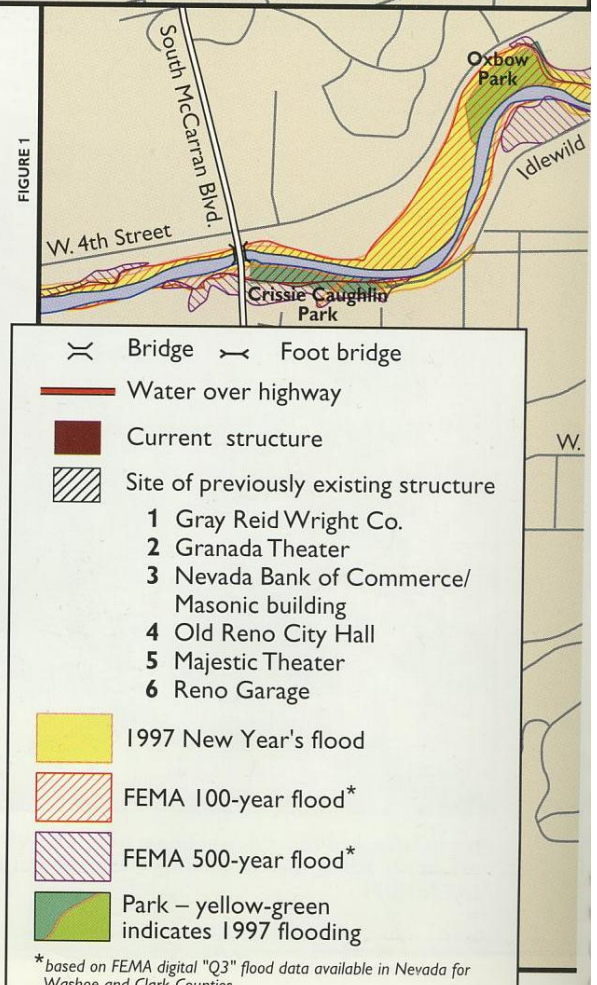 FIGURE 1
South McCarran Blvd.
Oxbow
Park
Idlewild
W. 4th Street
Crissie Caughlin
Park
W.
Bridge
Foot bridge
Water over highway
Current structure
Site of previously existing structure
1 Gray Reid Wright Co.
2 Granada Theater
3 Nevada Bank of Commerce/
Masonic building
4 Old Reno City Hall
5 Majestic Theater
6 Reno Garage
1997 New Year's flood
FEMA 100-year flood*
FEMA 500-year flood*
Park – yellow-green
indicates 1997 flooding
*based on FEMA digital "Q3" flood data available in Nevada for
Washoe and Clark Counties